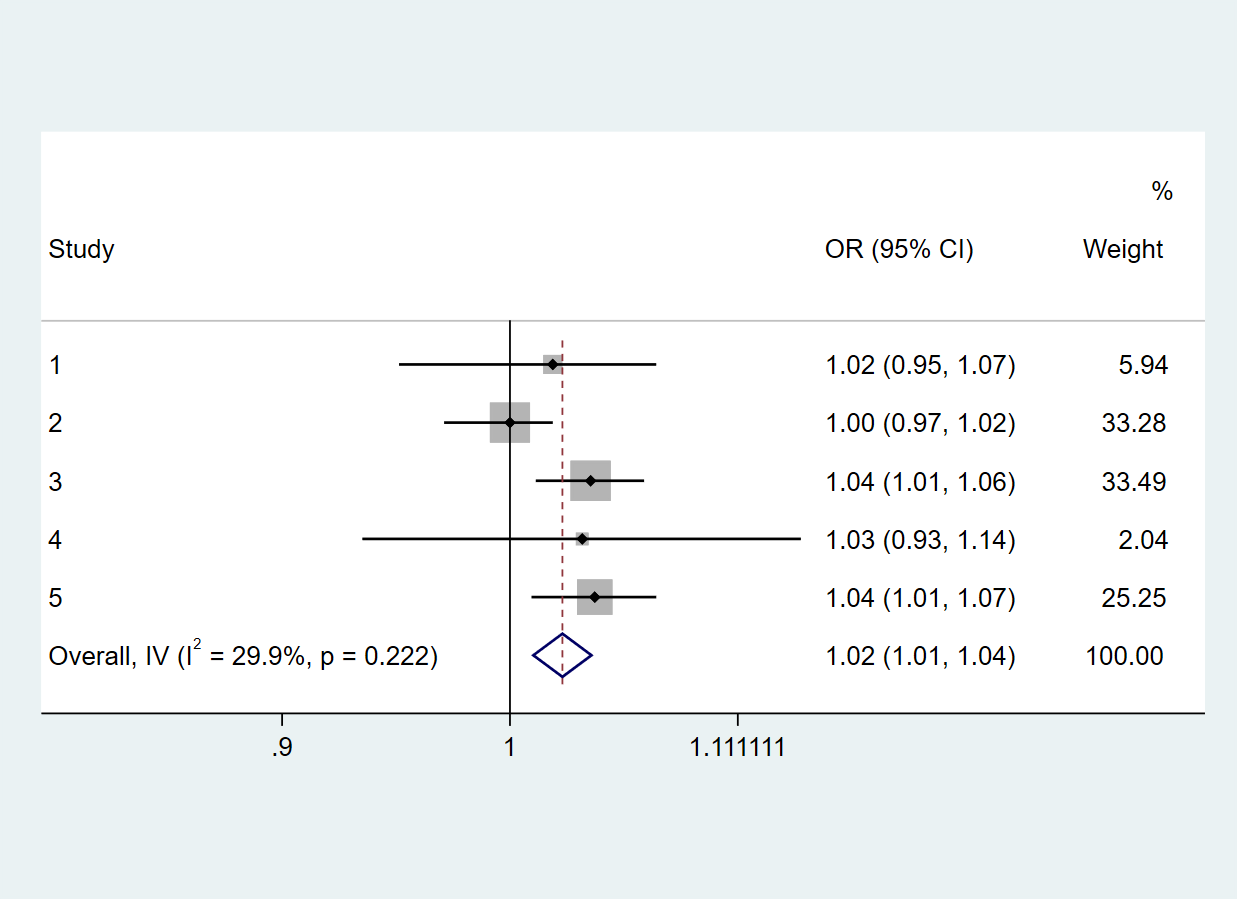 %
Study OR (95% CI) Weight
1 1.02 (0.95, 1.07) 5.94
2 1.00 (0.97, 1.02) 33.28
3 1.04 (1.01, 1.06) 33.49
4 1.03 (0.93, 1.14) 2.04
5 1.04 (1.01, 1.07) 25.25
Overall, IV (I² = 29.9%, p = 0.222) 1.02 (1.01, 1.04) 100.00
.9 1 1.111111